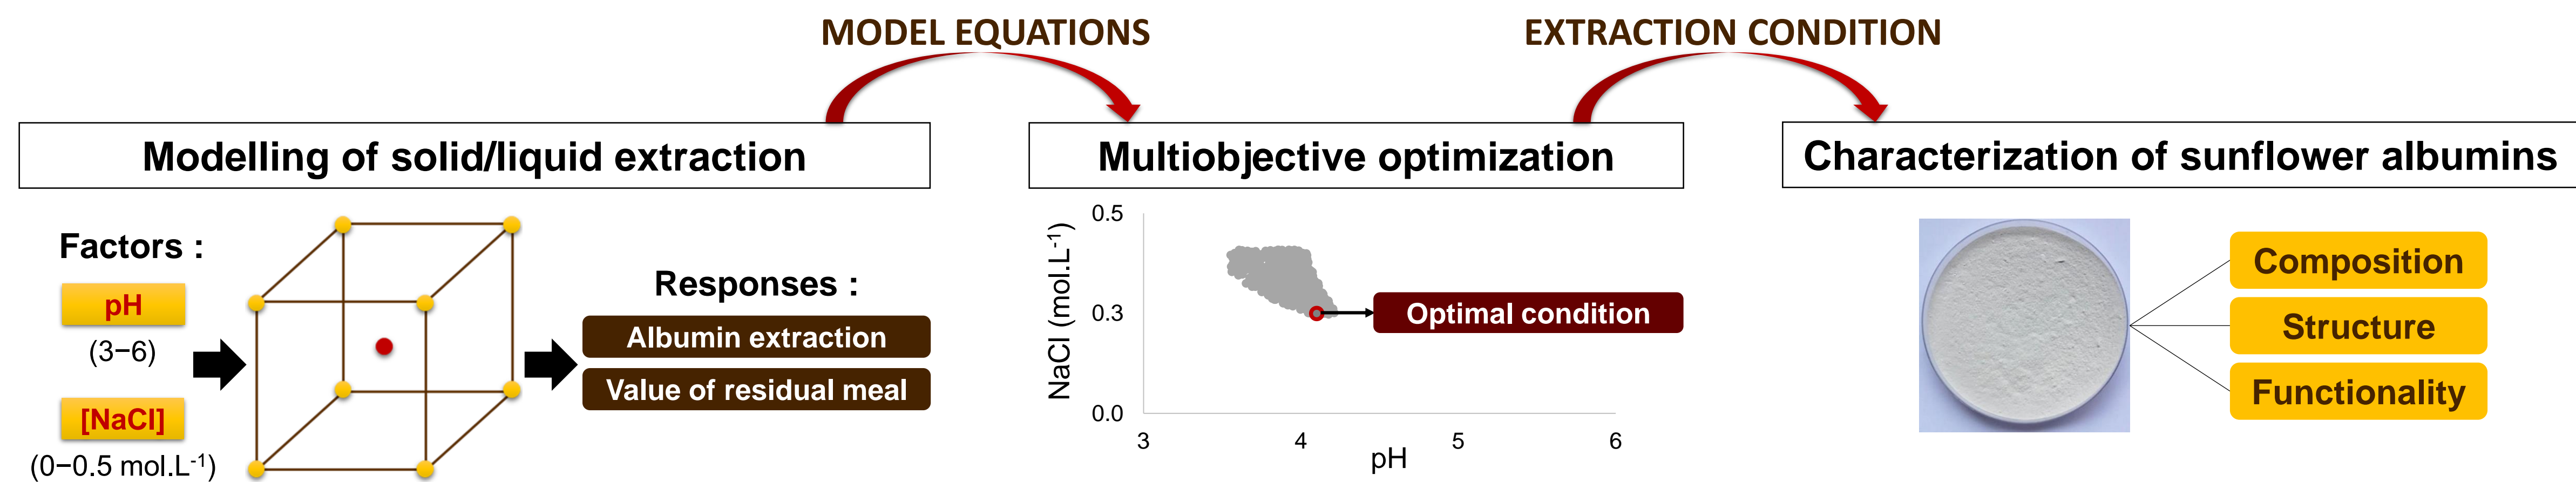 MODEL EQUATIONS
EXTRACTION CONDITION
Modelling of solid/liquid extraction
Multiobjective optimization
Characterization of sunflower albumins
Factors :
pH
(3−6)
[NaCl]
(0−0.5 mol.L-1)
Responses :
Albumin extraction
Value of residual meal
NaCl (mol.L-1)
0.5
0.3
0.0
3 4 5 6
pH
Optimal condition
Composition
Structure
Functionality